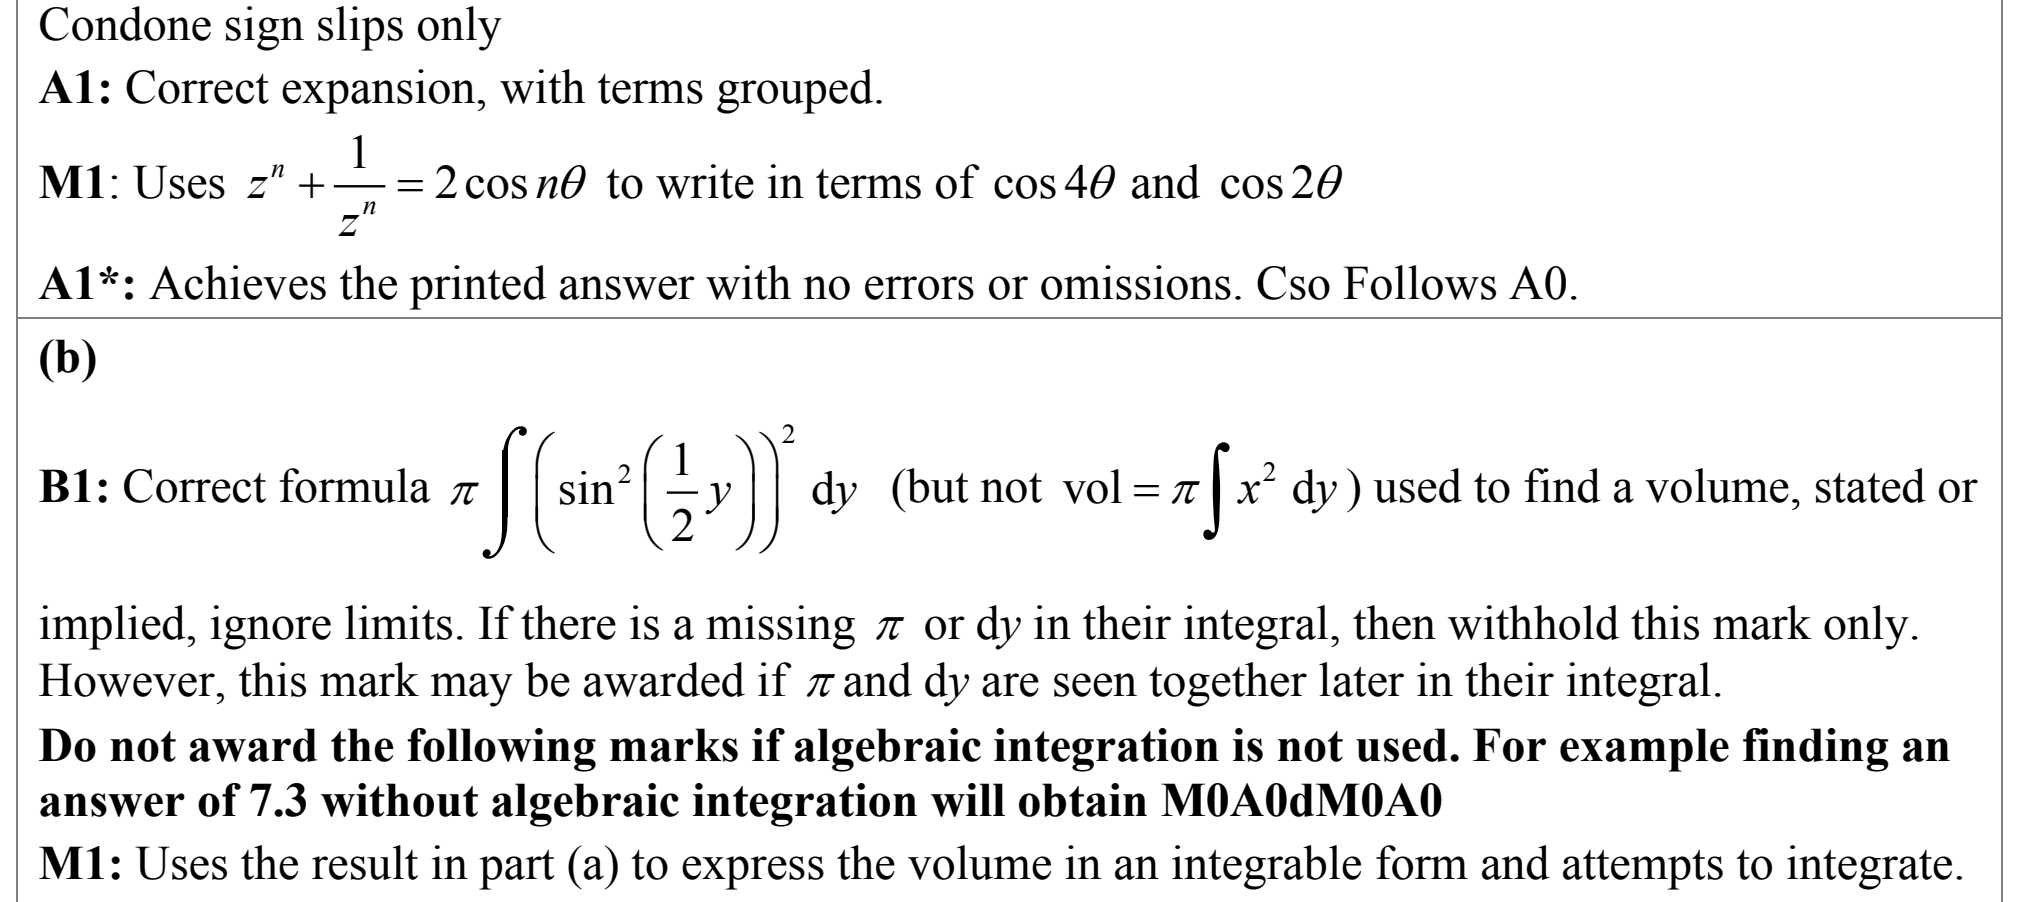 Condone sign slips only
A1: Correct expansion, with terms grouped.
M1: Uses zⁿ + 1/zⁿ = 2 cos nθ to write in terms of cos 4θ and cos 2θ
A1*: Achieves the printed answer with no errors or omissions. Cso Follows A0.
(b)
B1: Correct formula π∫(sin²(1/2 y))² dy (but not vol = π∫x² dy) used to find a volume, stated or
implied, ignore limits. If there is a missing π or dy in their integral, then withhold this mark only.
However, this mark may be awarded if π and dy are seen together later in their integral.
Do not award the following marks if algebraic integration is not used. For example finding an
answer of 7.3 without algebraic integration will obtain M0A0dM0A0
M1: Uses the result in part (a) to express the volume in an integrable form and attempts to integrate.